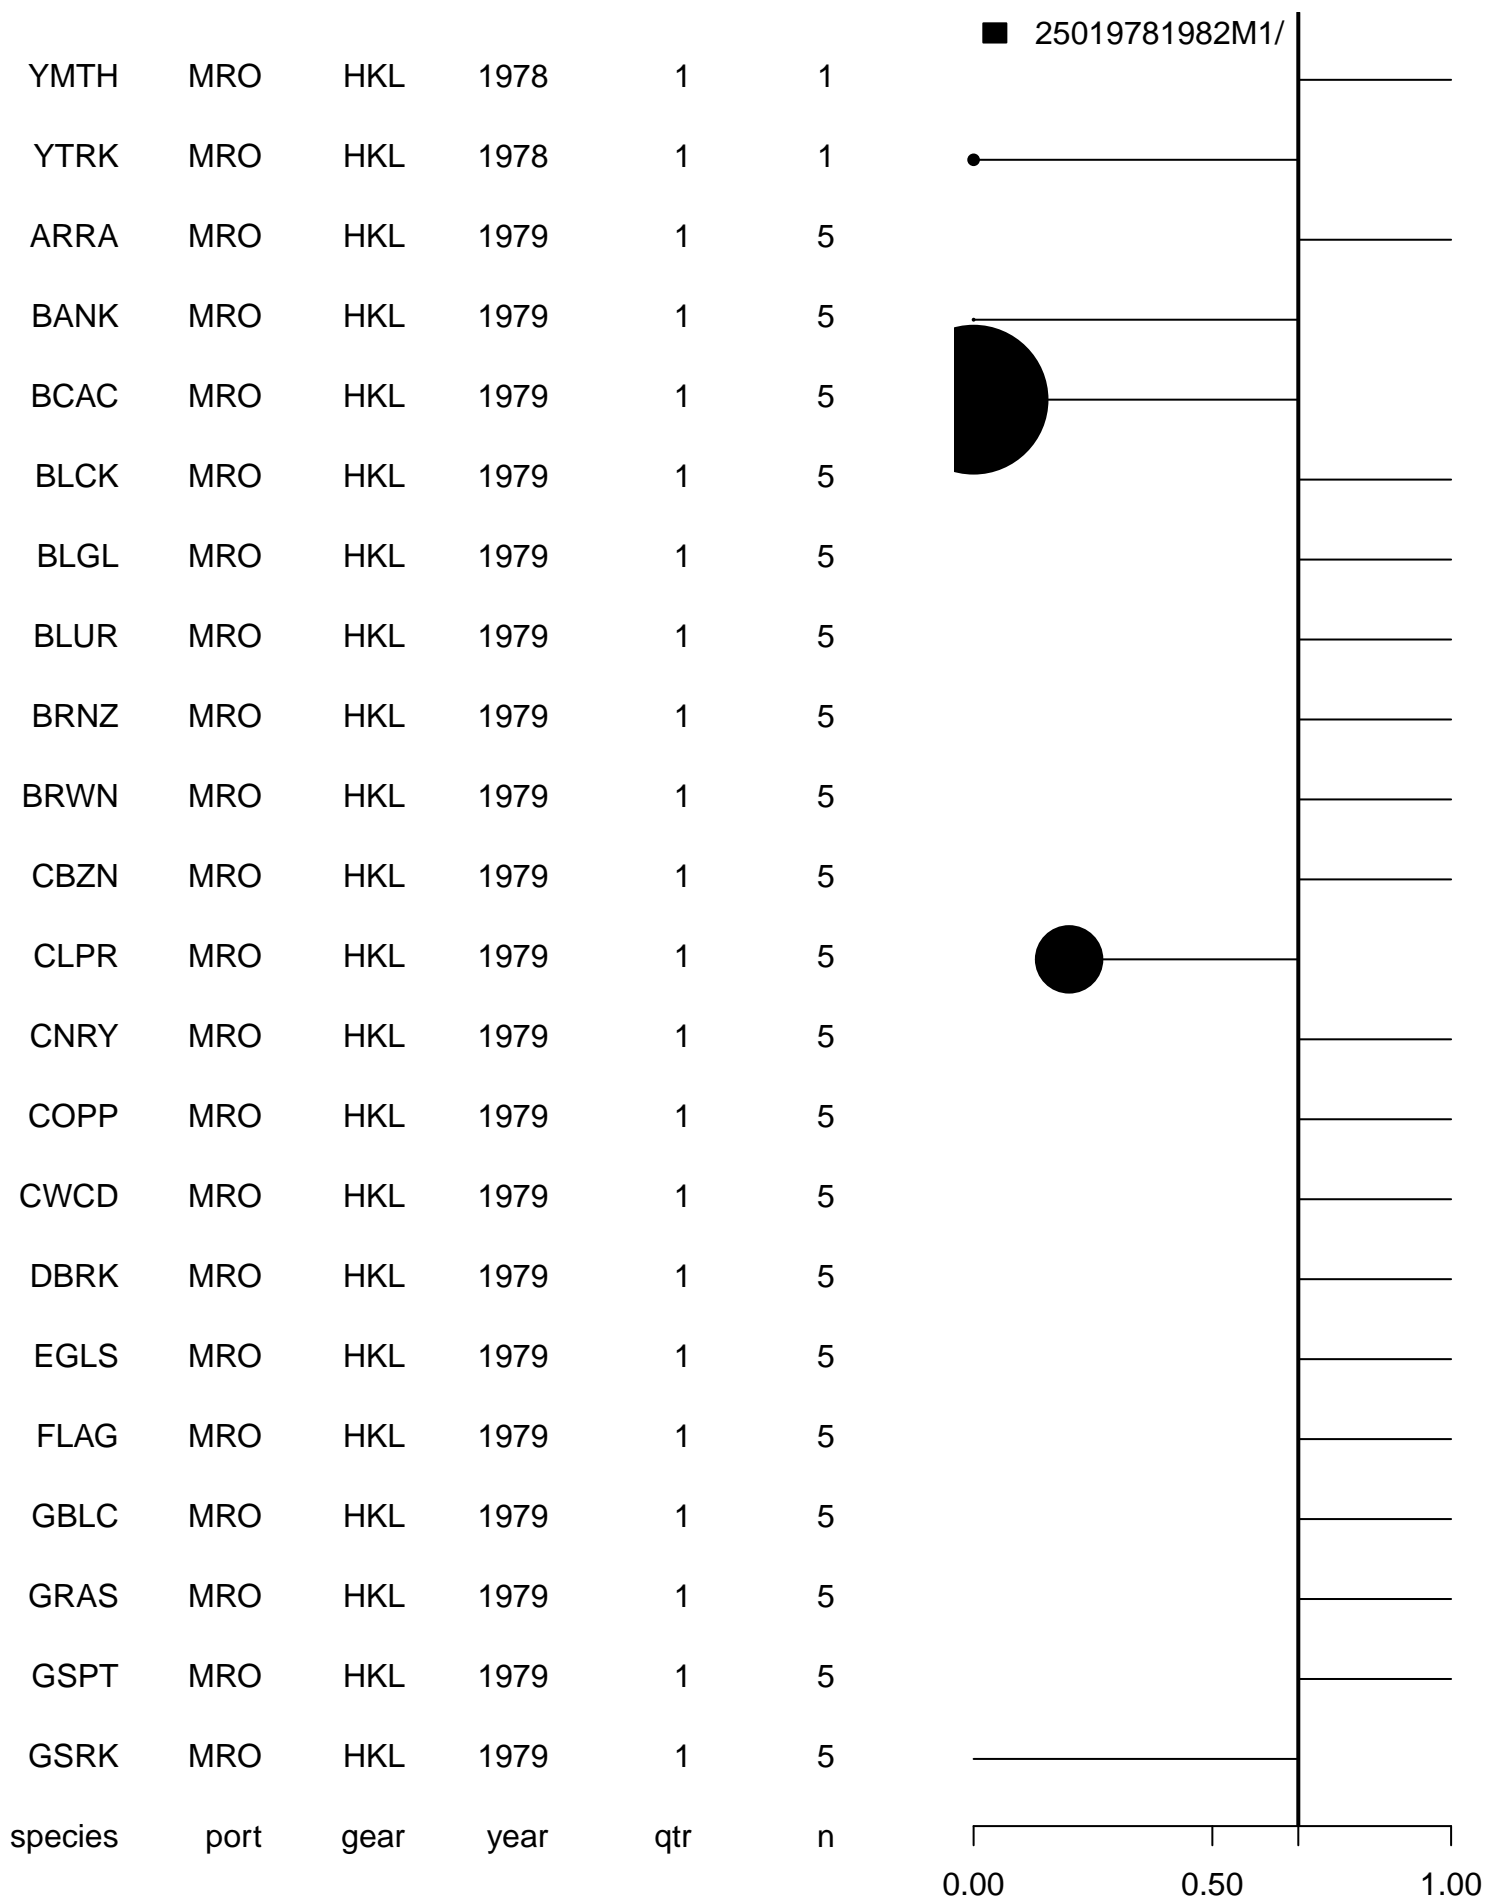 25019781982M1/
YMTH MRO HKL 1978 1 1
YTRK MRO HKL 1978 1 1
ARRA MRO HKL 1979 1 5
BANK MRO HKL 1979 1 5
BCAC MRO HKL 1979 1 5
BLCK MRO HKL 1979 1 5
BLGL MRO HKL 1979 1 5
BLUR MRO HKL 1979 1 5
BRNZ MRO HKL 1979 1 5
BRWN MRO HKL 1979 1 5
CBZN MRO HKL 1979 1 5
CLPR MRO HKL 1979 1 5
CNRY MRO HKL 1979 1 5
COPP MRO HKL 1979 1 5
CWCD MRO HKL 1979 1 5
DBRK MRO HKL 1979 1 5
EGLS MRO HKL 1979 1 5
FLAG MRO HKL 1979 1 5
GBLC MRO HKL 1979 1 5
GRAS MRO HKL 1979 1 5
GSPT MRO HKL 1979 1 5
GSRK MRO HKL 1979 1 5
species port gear year qtr n
0.00 0.50 1.00